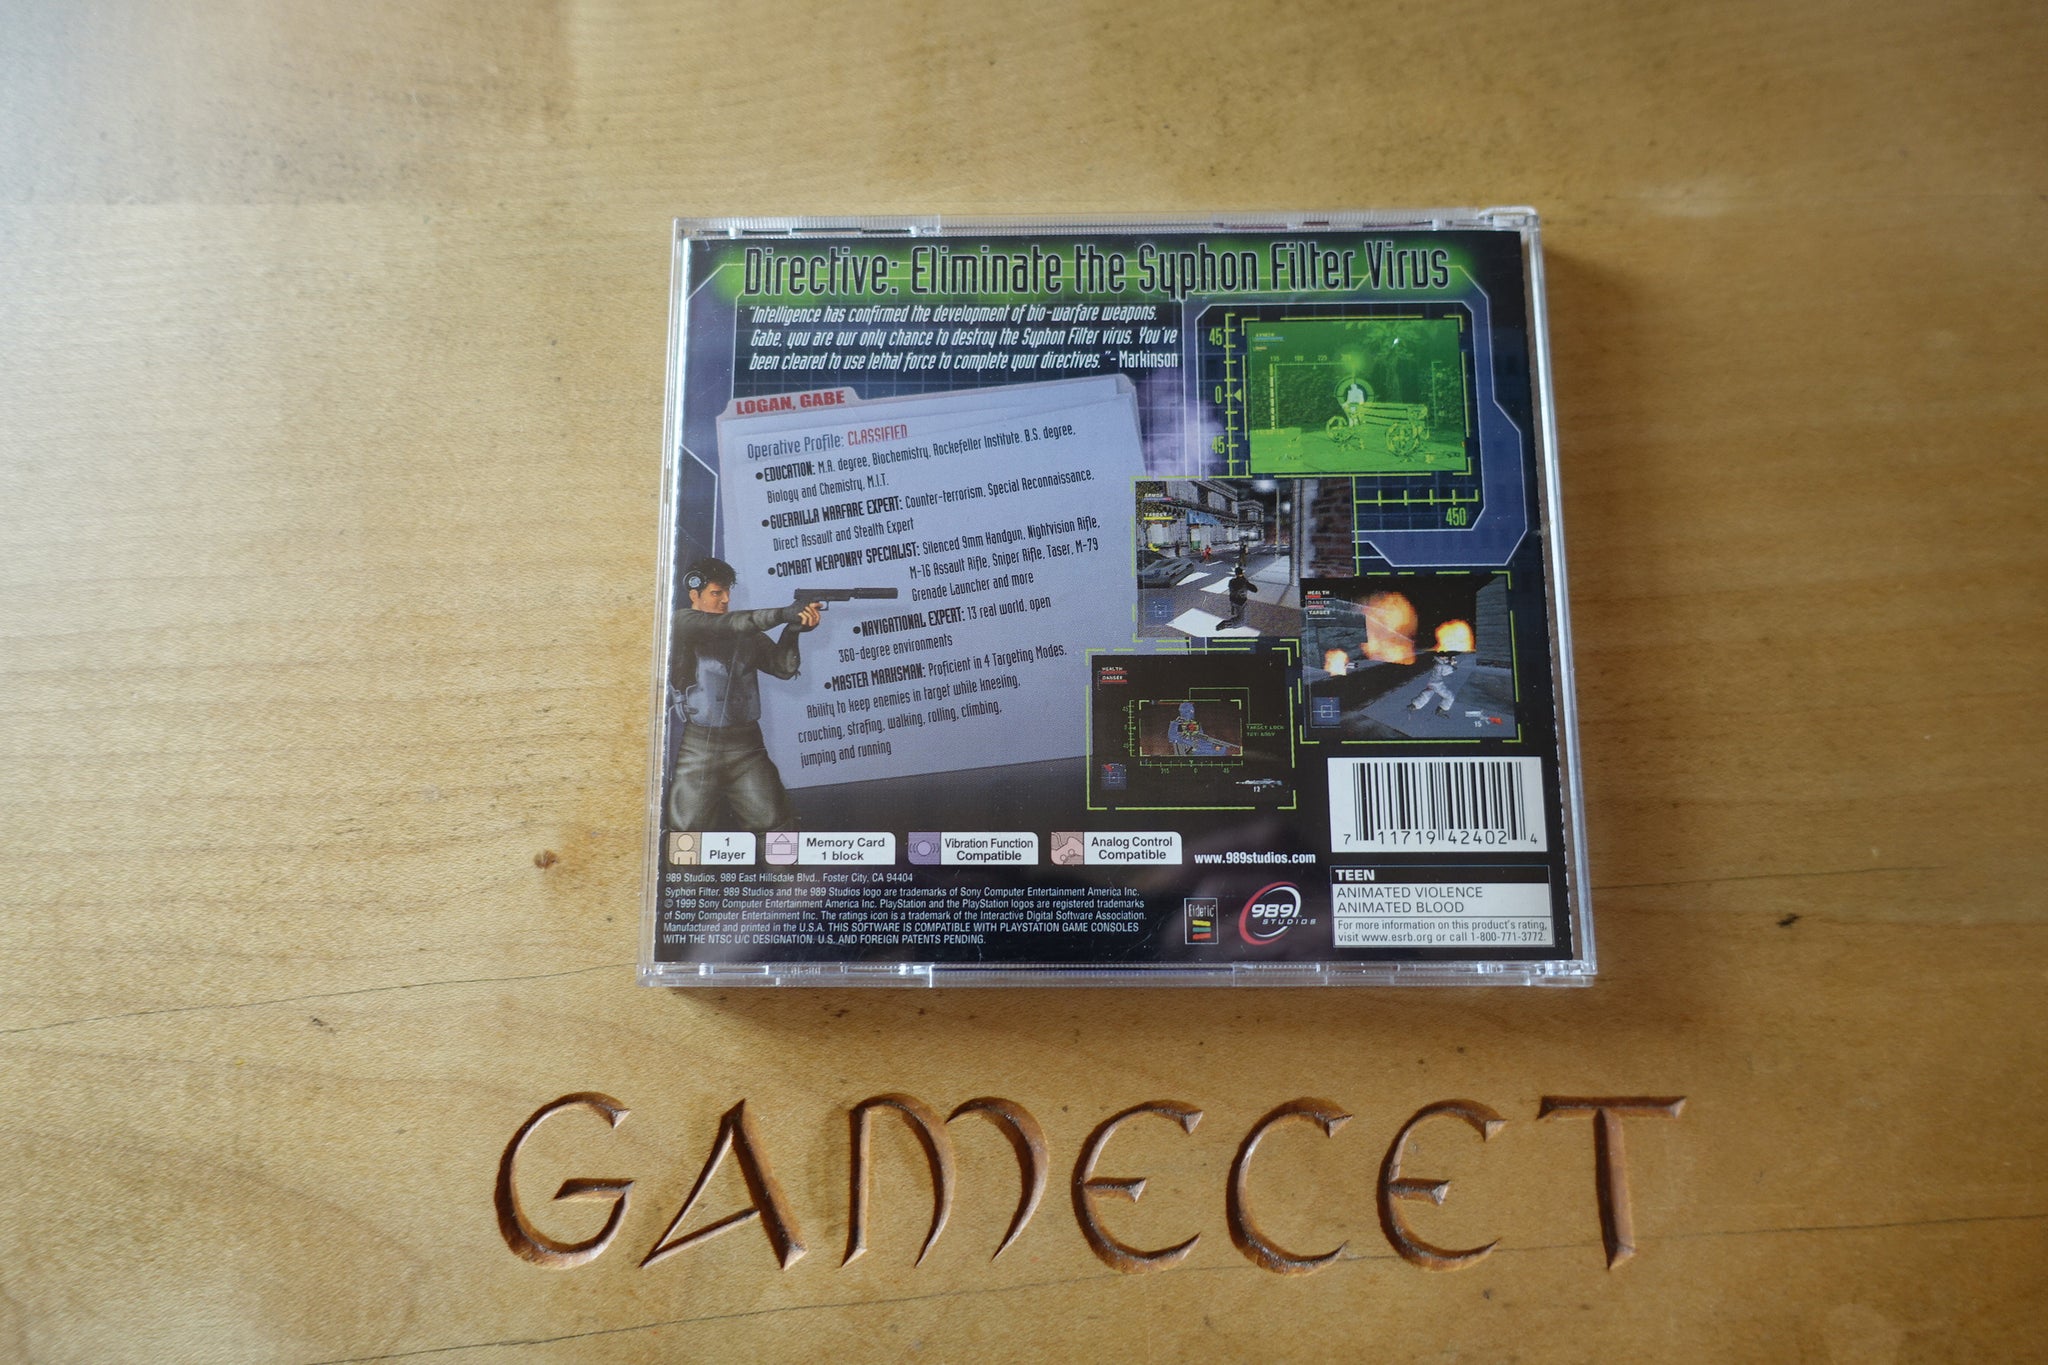 Directive: Eliminate the Syphon Filter Virus
"Intelligence has confirmed the development of bio-warfare weapons.
Gabe, you are our only chance to destroy the Syphon Filter virus. You've
been cleared to use lethal force to complete your directives." - Markinson
LOGAN, GABE
Operative Profile: CLASSIFIED
•EDUCATION: M.A. degree, Biochemistry, Rockefeller Institute. B.S. degree,
Biology and Chemistry, M.I.T.
•GUERRILLA WARFARE EXPERT: Counter-terrorism, Special Reconnaissance,
Direct Assault and Stealth Expert
•COMBAT WEAPONRY SPECIALIST: Silenced 9mm Handgun, Nightvision Rifle,
M-16 Assault Rifle, Sniper Rifle, Taser, M-79
Grenade Launcher and more
•NAVIGATIONAL EXPERT: 13 real world, open
360-degree environments
•MASTER MARKSMAN: Proficient in 4 Targeting Modes.
Ability to keep enemies in target while kneeling,
crouching, strafing, walking, rolling, climbing,
jumping and running
45
0
45
450
ARMOR
TARGET
HEALTH
DANGER
TARGET
15
HEALTH
DANGER
TARGET LOCK
12
1
Player
Memory Card
1 block
Vibration Function
Compatible
Analog Control
Compatible
www.989studios.com
7 11719 42402 4
989 Studios, 989 East Hillsdale Blvd., Foster City, CA 94404
Syphon Filter, 989 Studios and the 989 Studios logo are trademarks of Sony Computer Entertainment America Inc.
© 1999 Sony Computer Entertainment America Inc. PlayStation and the PlayStation logos are registered trademarks
of Sony Computer Entertainment Inc. The ratings icon is a trademark of the Interactive Digital Software Association.
Manufactured and printed in the U.S.A. THIS SOFTWARE IS COMPATIBLE WITH PLAYSTATION GAME CONSOLES
WITH THE NTSC U/C DESIGNATION. U.S. AND FOREIGN PATENTS PENDING.
Eidetic
989
STUDIOS
TEEN
ANIMATED VIOLENCE
ANIMATED BLOOD
For more information on this product's rating,
visit www.esrb.org or call 1-800-771-3772.
GAMECET